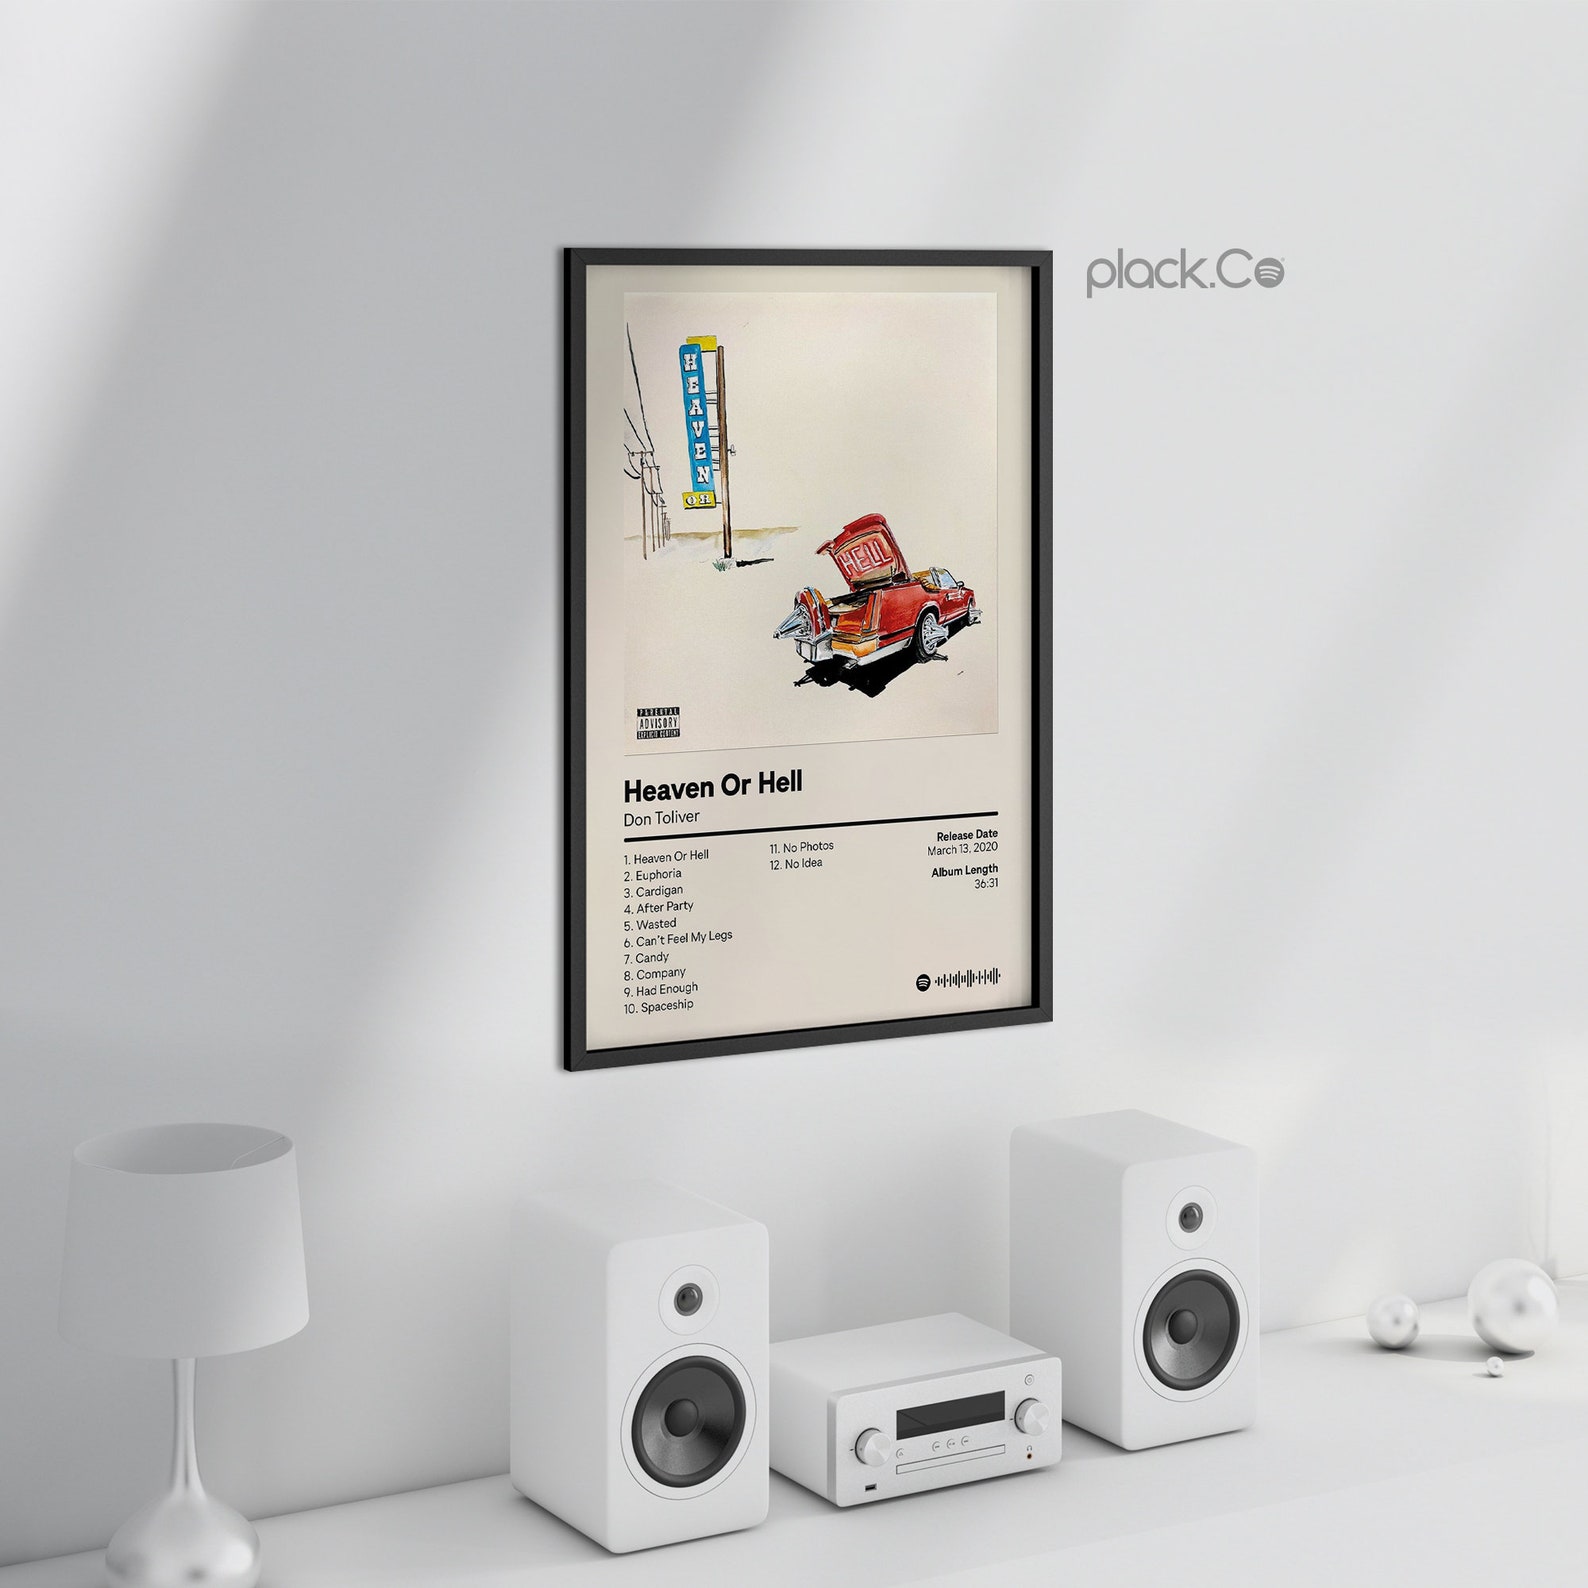 plack.Co
HEAVEN
OR
HELL
PARENTAL
ADVISORY
EXPLICIT CONTENT
Heaven Or Hell
Don Toliver
1. Heaven Or Hell
2. Euphoria
3. Cardigan
4. After Party
5. Wasted
6. Can't Feel My Legs
7. Candy
8. Company
9. Had Enough
10. Spaceship
11. No Photos
12. No Idea
Release Date
March 13, 2020
Album Length
36:31